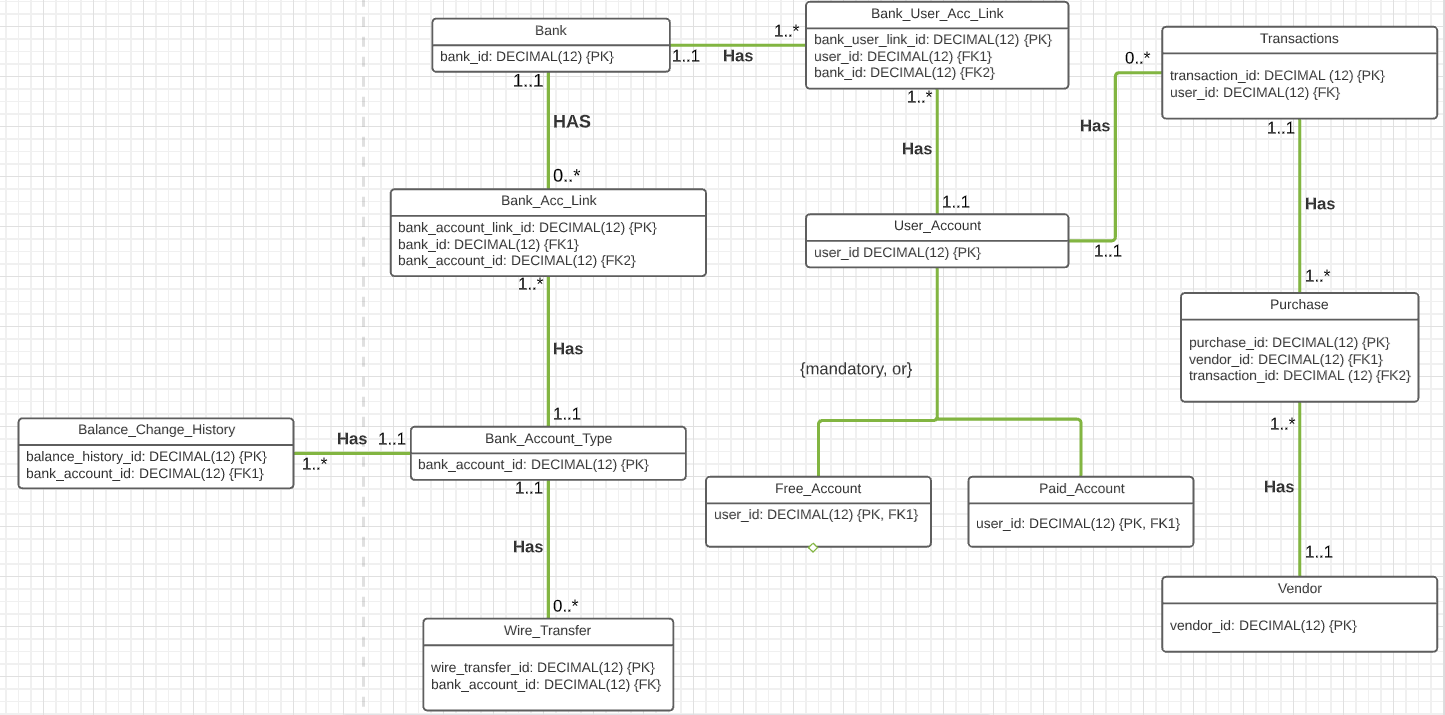 Bank
bank_id: DECIMAL(12) {PK}
1..1
Has
1..*
Bank_User_Acc_Link
bank_user_link_id: DECIMAL(12) {PK}
user_id: DECIMAL(12) {FK1}
bank_id: DECIMAL(12) {FK2}
Transactions
transaction_id: DECIMAL (12) {PK}
user_id: DECIMAL(12) {FK}
0..*
Has
1..1
1..1
HAS
0..*
1..*
Has
1..1
1..1
Has
1..*
Bank_Acc_Link
bank_account_link_id: DECIMAL(12) {PK}
bank_id: DECIMAL(12) {FK1}
bank_account_id: DECIMAL(12) {FK2}
User_Account
user_id DECIMAL(12) {PK}
Purchase
purchase_id: DECIMAL(12) {PK}
vendor_id: DECIMAL(12) {FK1}
transaction_id: DECIMAL (12) {FK2}
1..*
Has
1..1
{mandatory, or}
Balance_Change_History
balance_history_id: DECIMAL(12) {PK}
bank_account_id: DECIMAL(12) {FK1}
Has
1..1
1..*
Bank_Account_Type
bank_account_id: DECIMAL(12) {PK}
Free_Account
user_id: DECIMAL(12) {PK, FK1}
Paid_Account
user_id: DECIMAL(12) {PK, FK1}
1..*
Has
1..1
1..1
Has
0..*
Wire_Transfer
wire_transfer_id: DECIMAL(12) {PK}
bank_account_id: DECIMAL(12) {FK}
Vendor
vendor_id: DECIMAL(12) {PK}